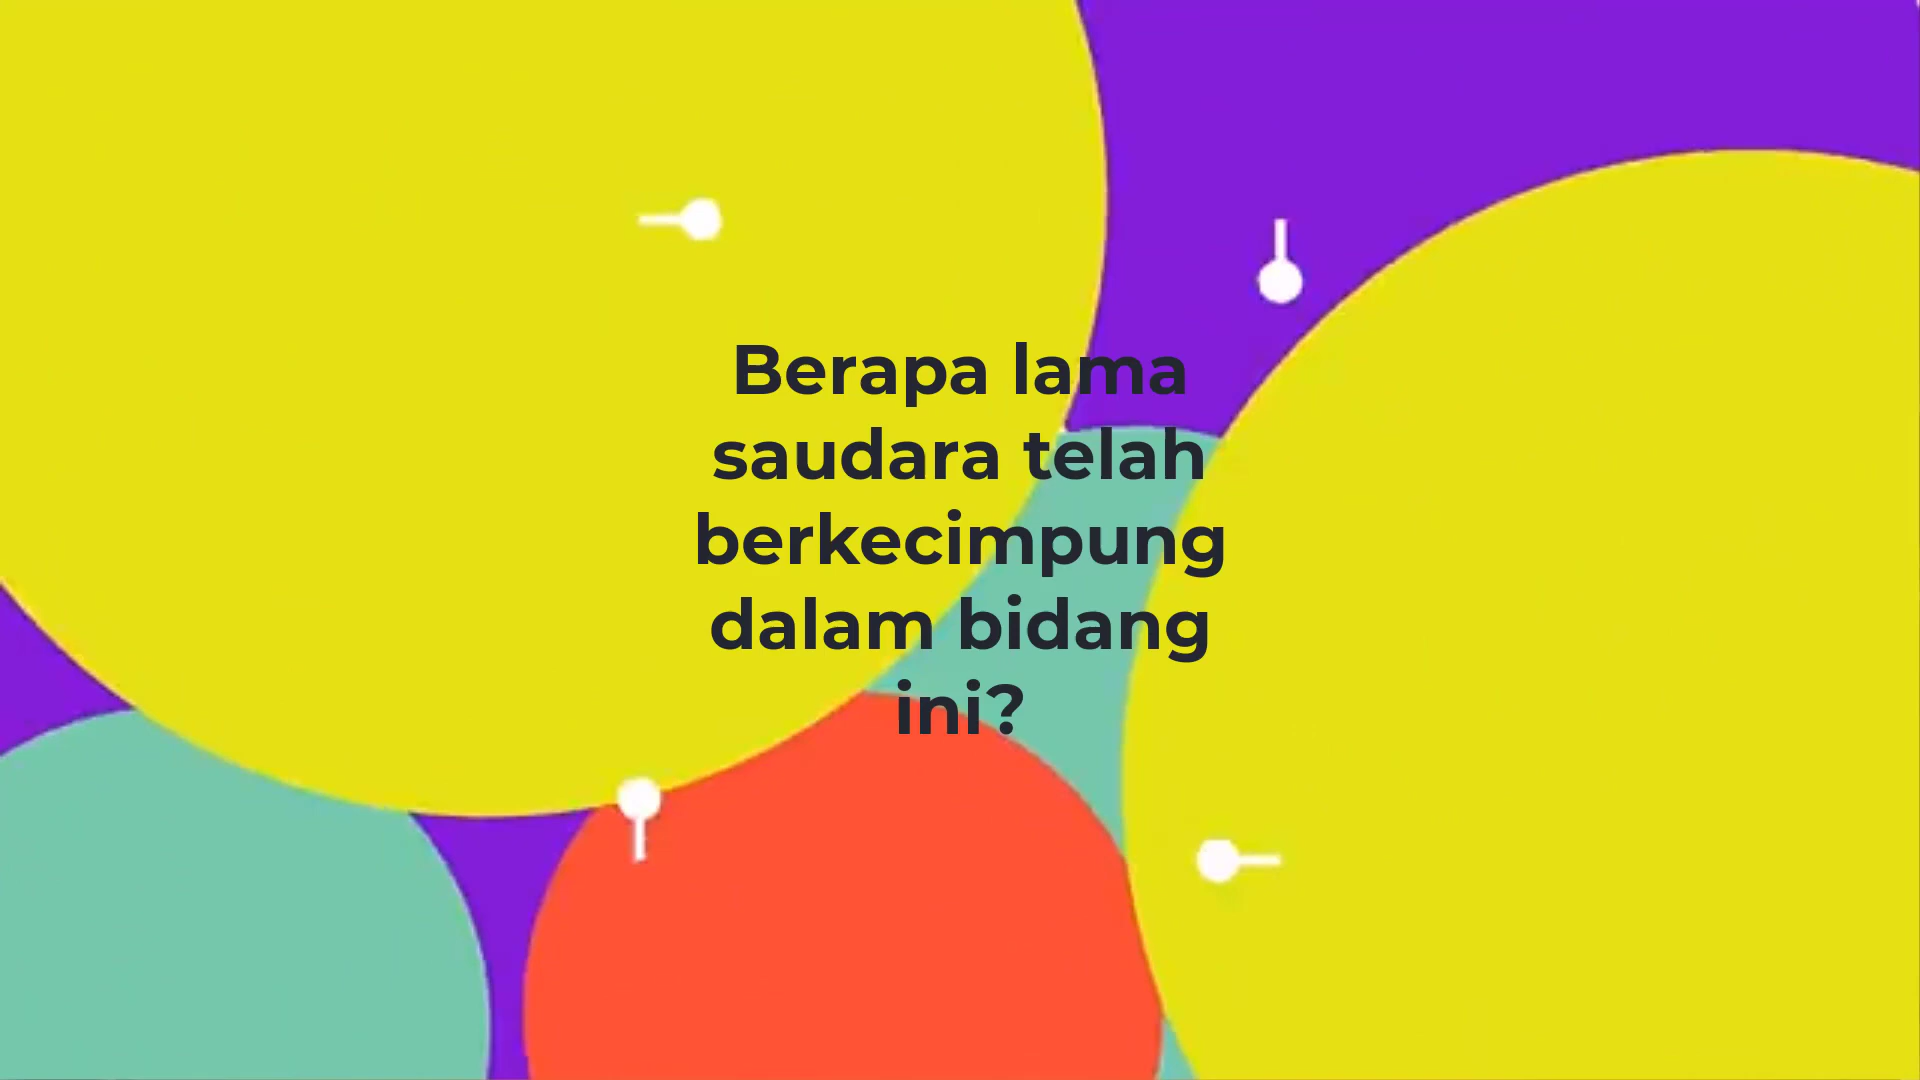 Berapa lama
saudara telah
berkecimpung
dalam bidang
ini?